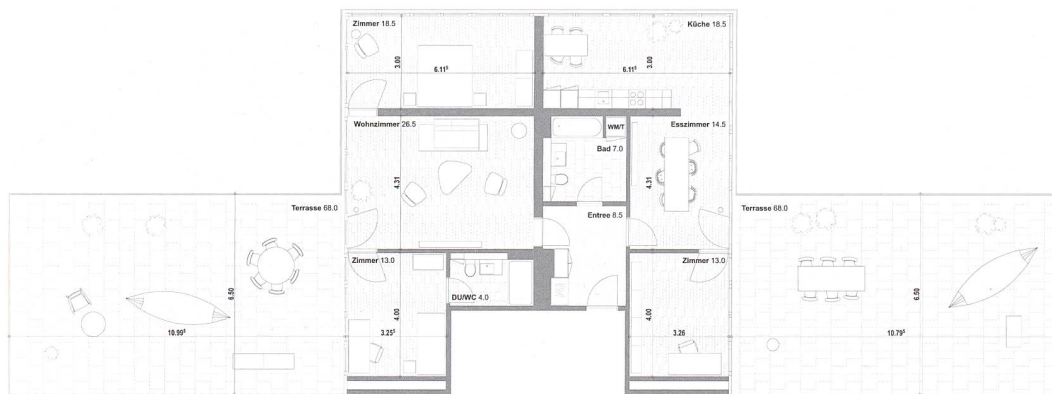 Zimmer 18.5
Küche 18.5
3.00
6.11⁵
6.11⁵
3.00
Wohnzimmer 26.5
WM/T
Esszimmer 14.5
Bad 7.0
4.31
4.31
Terrasse 68.0
Entree 8.5
Terrasse 68.0
Zimmer 13.0
Zimmer 13.0
DU/WC 4.0
6.50
6.50
4.00
4.00
10.99⁵
3.25⁵
3.26
10.79⁵